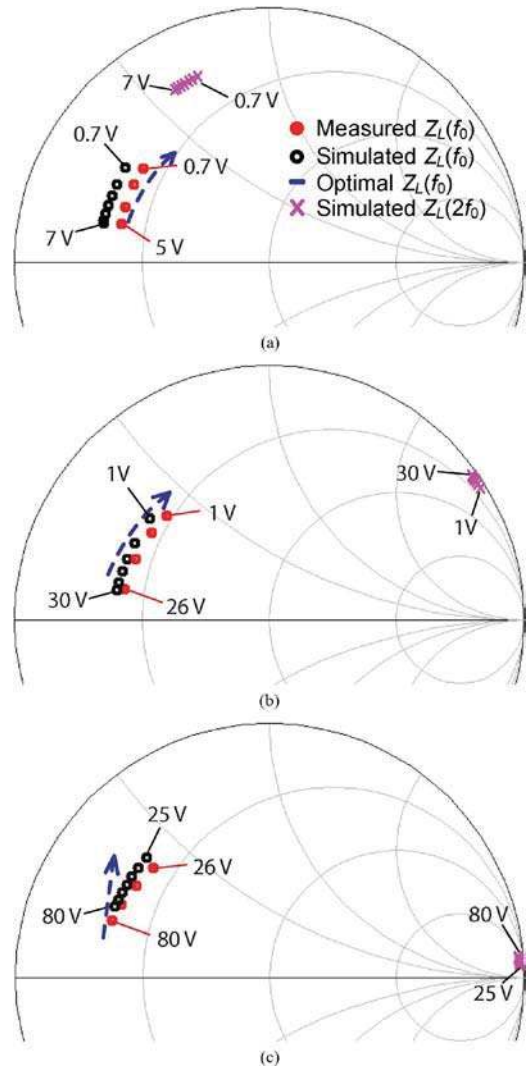 7 V
0.7 V
Measured Z_L(f_0)
0.7 V
0.7 V
Simulated Z_L(f_0)
Optimal Z_L(f_0)
Simulated Z_L(2f_0)
7 V
5 V
(a)
30 V
1V
1V
1 V
30 V
26 V
(b)
25 V
26 V
80 V
80 V
80 V
25 V
(c)